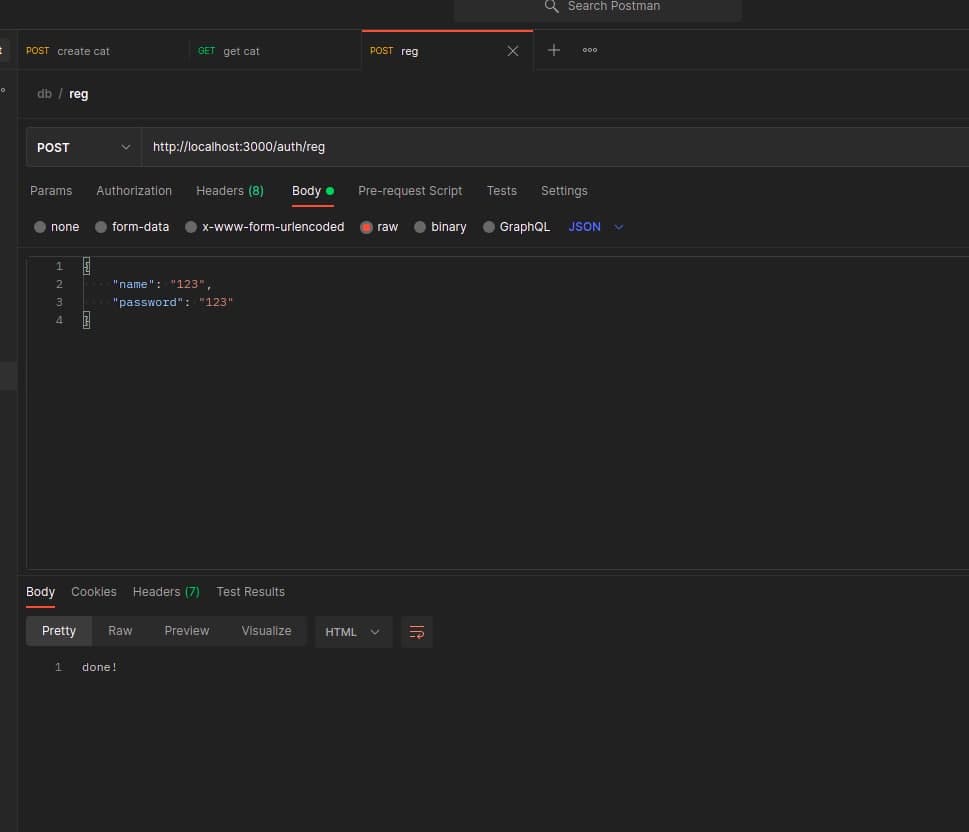 Search Postman
t POST create cat GET get cat POST reg
db / reg
POST http://localhost:3000/auth/reg
Params Authorization Headers (8) Body Pre-request Script Tests Settings
none form-data x-www-form-urlencoded raw binary GraphQL JSON
1 {
2 "name": "123",
3 "password": "123"
4 }
Body Cookies Headers (7) Test Results
Pretty Raw Preview Visualize HTML
1 done!